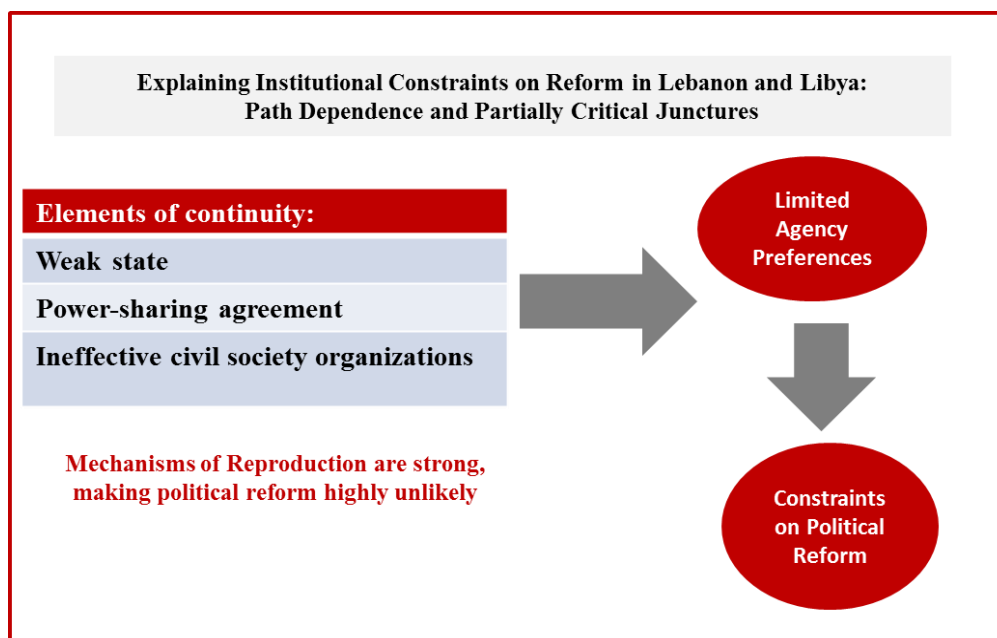 Explaining Institutional Constraints on Reform in Lebanon and Libya:
Path Dependence and Partially Critical Junctures
Elements of continuity:
Weak state
Power-sharing agreement
Ineffective civil society organizations
Mechanisms of Reproduction are strong,
making political reform highly unlikely
Limited
Agency
Preferences
Constraints
on Political
Reform